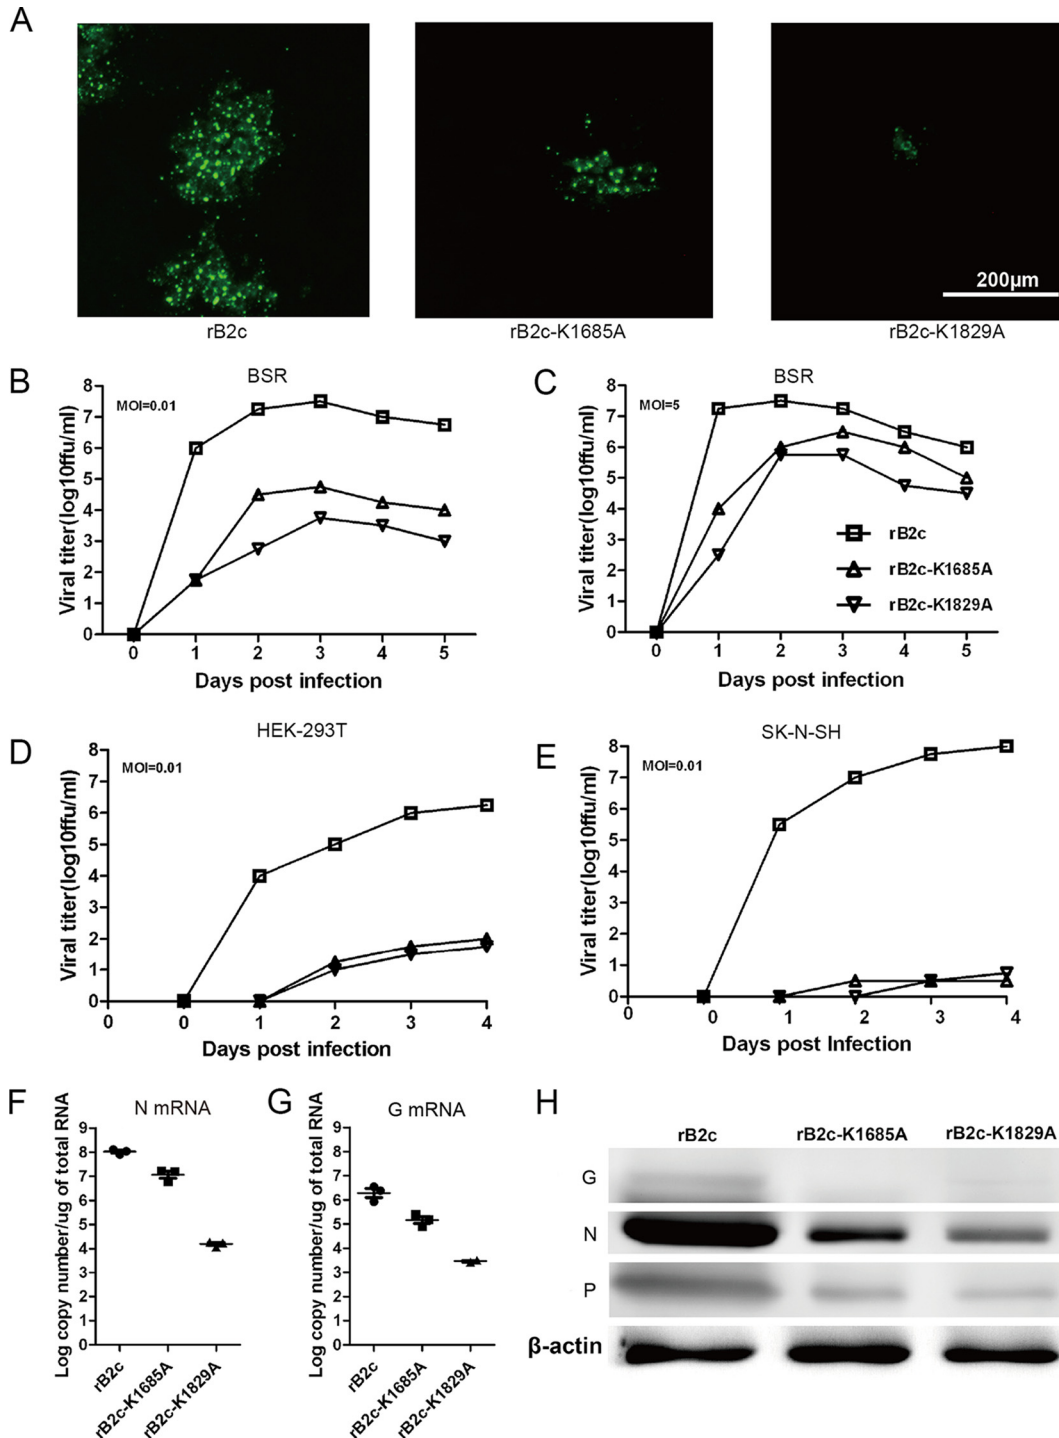 A
200µm
rB2c
rB2c-K1685A
rB2c-K1829A
B
BSR
MOI=0.01
Viral titer(log10ffu/ml)
8
7
6
5
4
3
2
1
0
0 1 2 3 4 5
Days post infection
C
BSR
MOI=5
Viral titer(log10ffu/ml)
8
7
6
5
4
3
2
1
0
rB2c
rB2c-K1685A
rB2c-K1829A
0 1 2 3 4 5
Days post infection
D
HEK-293T
MOI=0.01
Viral titer(log10ffu/ml)
8
7
6
5
4
3
2
1
0
0 0 1 2 3 4
Days post infection
E
SK-N-SH
MOI=0.01
Viral titer(log10ffu/ml)
8
7
6
5
4
3
2
1
0
0 0 1 2 3 4
Days post Infection
F
N mRNA
Log copy number/ug of total RNA
9
8
7
6
5
4
3
2
1
0
rB2c
rB2c-K1685A
rB2c-K1829A
G
G mRNA
Log copy number/ug of total RNA
9
8
7
6
5
4
3
2
1
0
rB2c
rB2c-K1685A
rB2c-K1829A
H
rB2c rB2c-K1685A rB2c-K1829A
G
N
P
β-actin